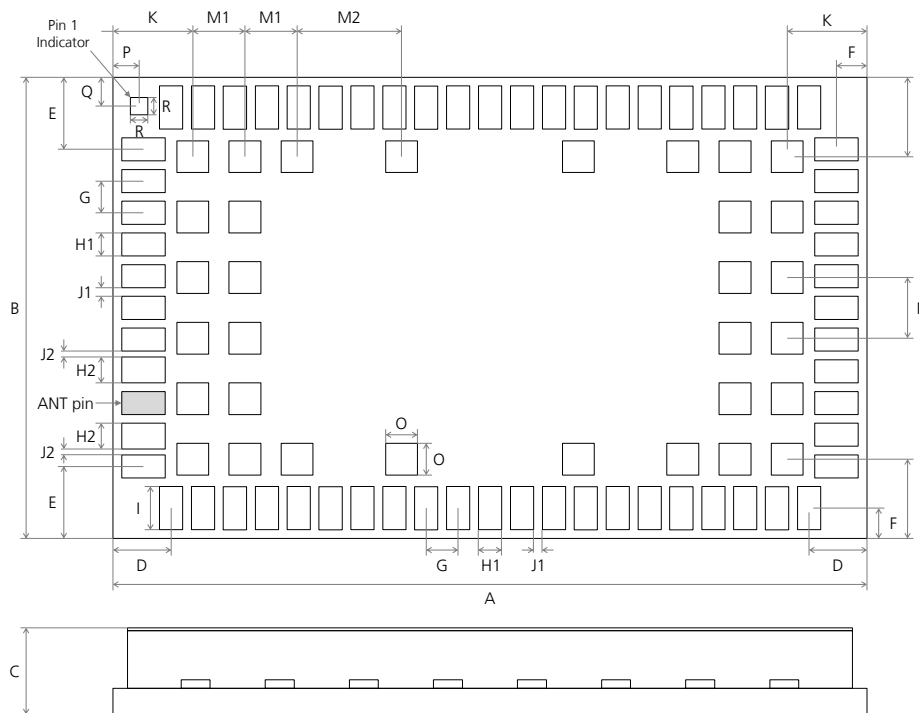 K M1 M1 M2 K
Pin 1
Indicator
P F
Q
E R
R
G
H1
J1
B
J2
H2
ANT pin
O
H2 O
J2
E
I F
D G H1 J1 D
A
C